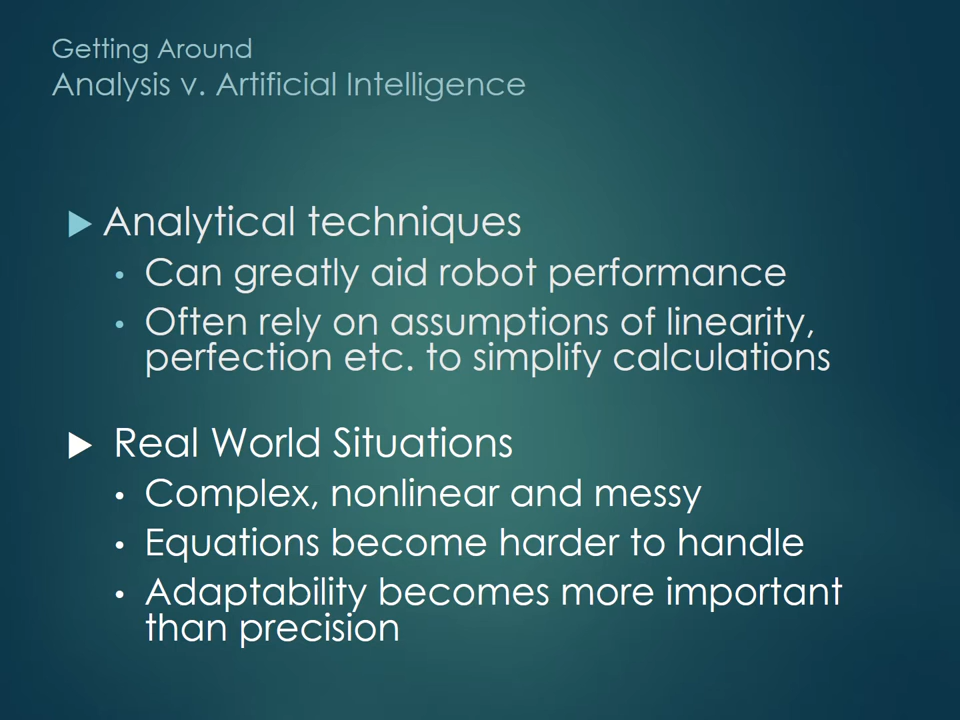 Getting Around
Analysis v. Artificial Intelligence
Analytical techniques
• Can greatly aid robot performance
• Often rely on assumptions of linearity,
perfection etc. to simplify calculations
Real World Situations
• Complex, nonlinear and messy
• Equations become harder to handle
• Adaptability becomes more important
than precision